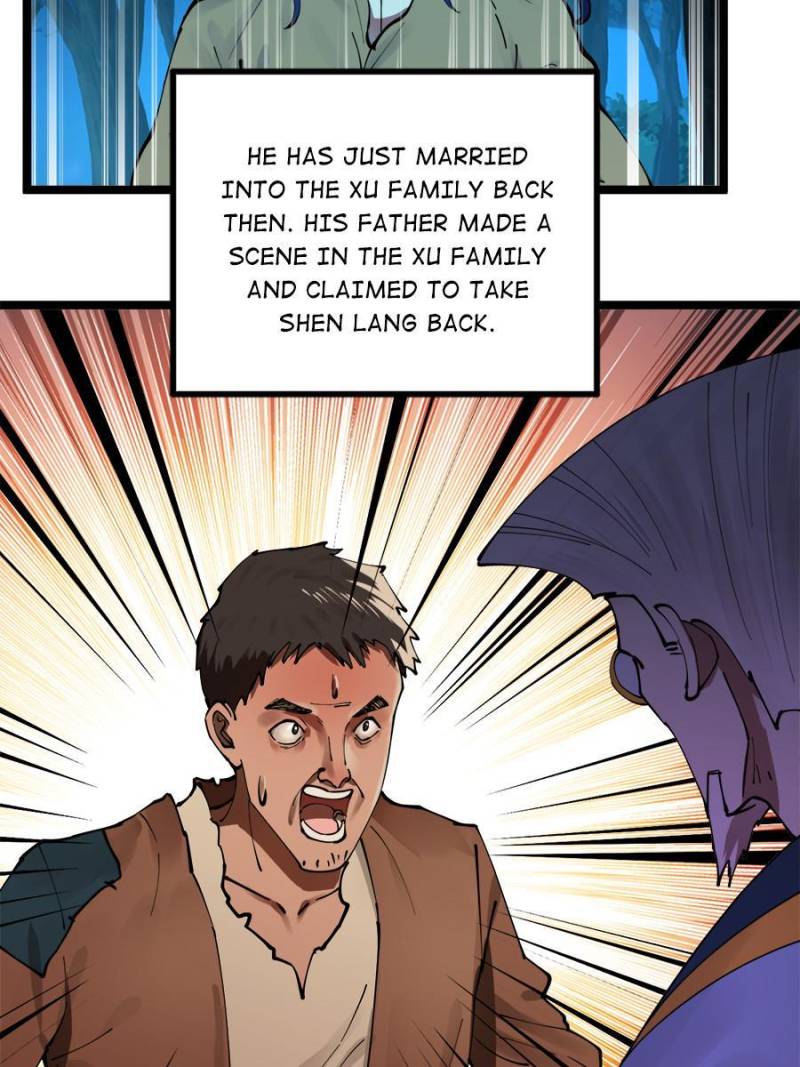 HE HAS JUST MARRIED
INTO THE XU FAMILY BACK
THEN. HIS FATHER MADE A
SCENE IN THE XU FAMILY
AND CLAIMED TO TAKE
SHEN LANG BACK.